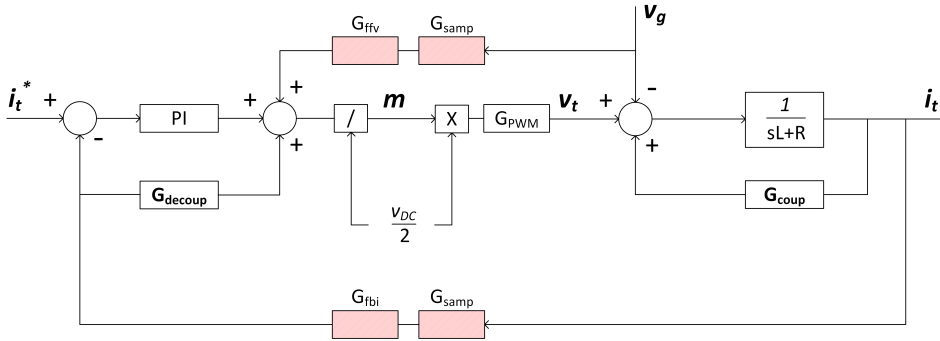 v_g
G_ffv G_samp
+ -
i_t* + PI + + / m X G_PWM v_t + 1 i_t
sL+R
- + +
G_decoup G_coup
v_DC
2
G_fbi G_samp